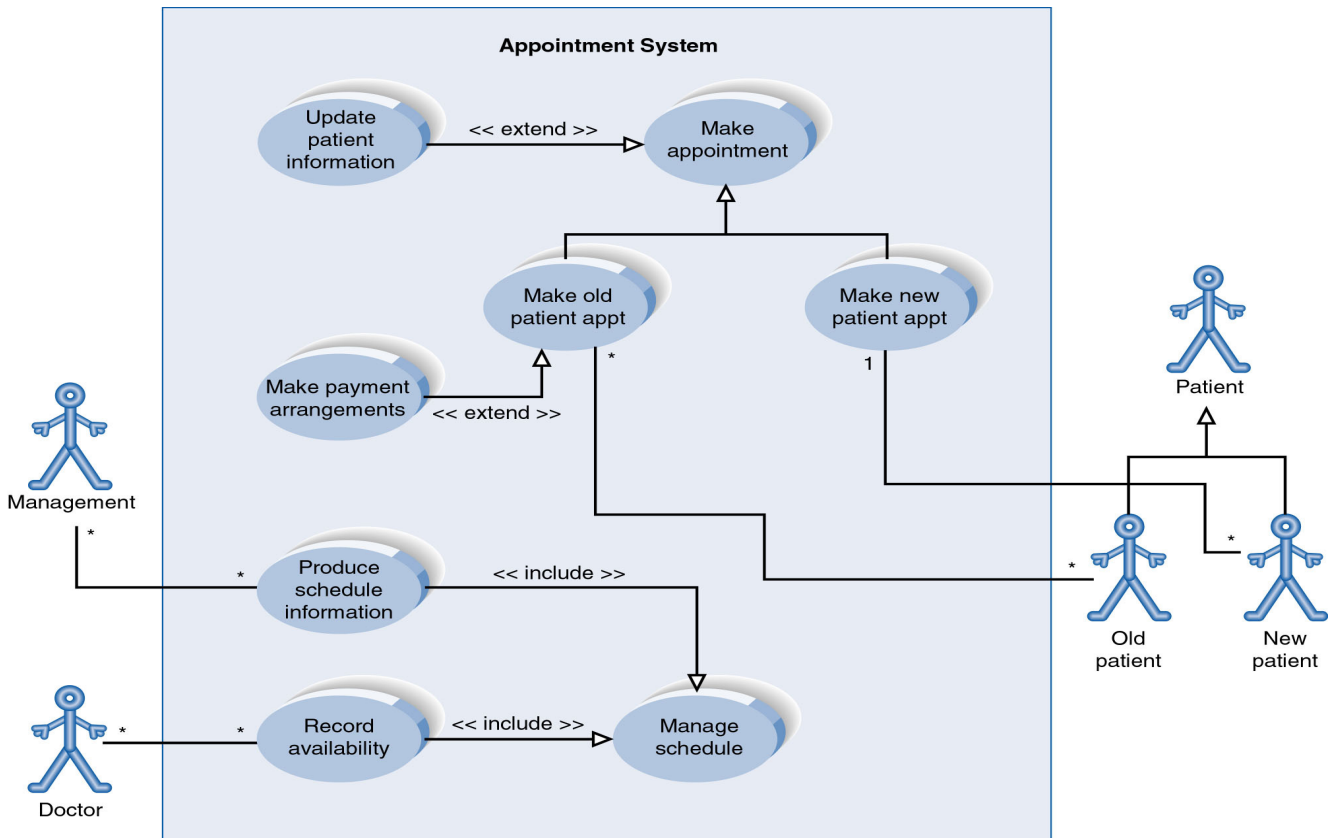 Appointment System
Update
patient
information
<< extend >>
Make
appointment
Make old
patient appt
Make new
patient appt
*
1
Make payment
arrangements
<< extend >>
Patient
Management
*
*
Produce
schedule
information
<< include >>
*
*
Old
patient
New
patient
Doctor
*
*
Record
availability
<< include >>
Manage
schedule